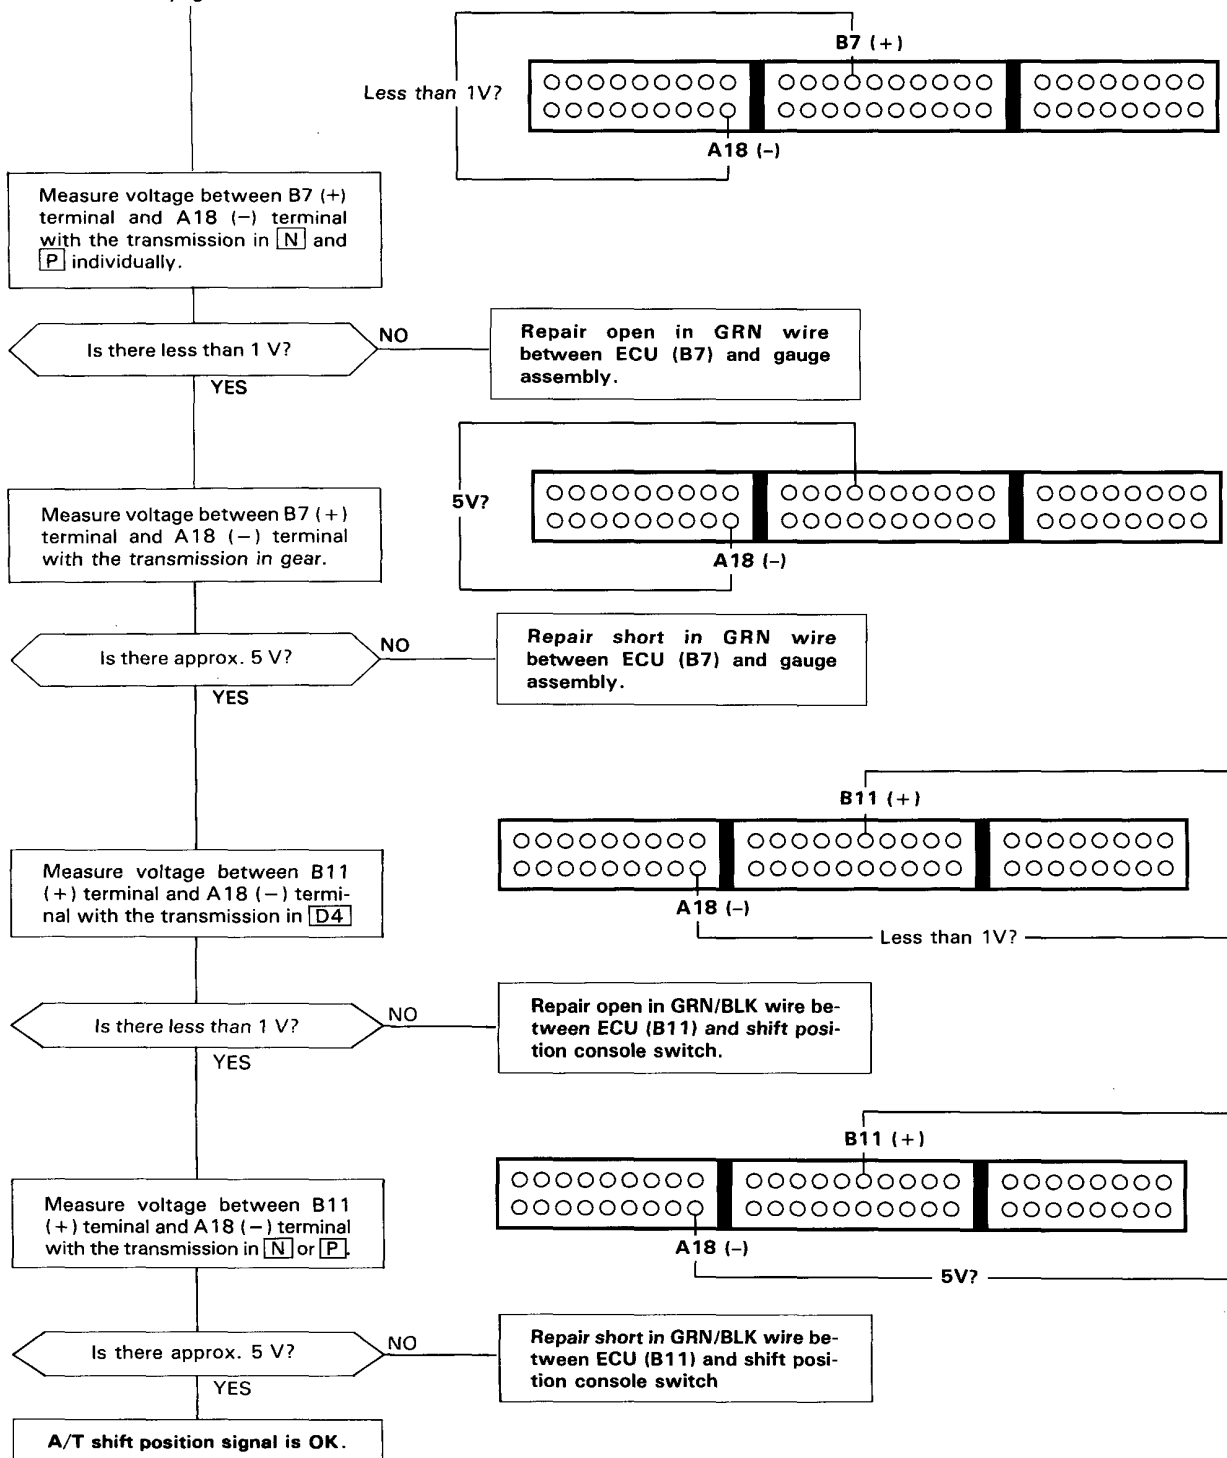 B7 (+)
Less than 1V?
A18 (−)
Measure voltage between B7 (+)
terminal and A18 (−) terminal
with the transmission in N and
P individually.
Is there less than 1 V?
NO
YES
Repair open in GRN wire
between ECU (B7) and gauge
assembly.
5V?
A18 (−)
Measure voltage between B7 (+)
terminal and A18 (−) terminal
with the transmission in gear.
Is there approx. 5 V?
NO
YES
Repair short in GRN wire
between ECU (B7) and gauge
assembly.
B11 (+)
A18 (−)
Less than 1V?
Measure voltage between B11
(+) terminal and A18 (−) termi-
nal with the transmission in D4
Is there less than 1 V?
NO
YES
Repair open in GRN/BLK wire be-
tween ECU (B11) and shift posi-
tion console switch.
B11 (+)
A18 (−)
5V?
Measure voltage between B11
(+) teminal and A18 (−) terminal
with the transmission in N or P.
Is there approx. 5 V?
NO
YES
Repair short in GRN/BLK wire be-
tween ECU (B11) and shift posi-
tion console switch
A/T shift position signal is OK.